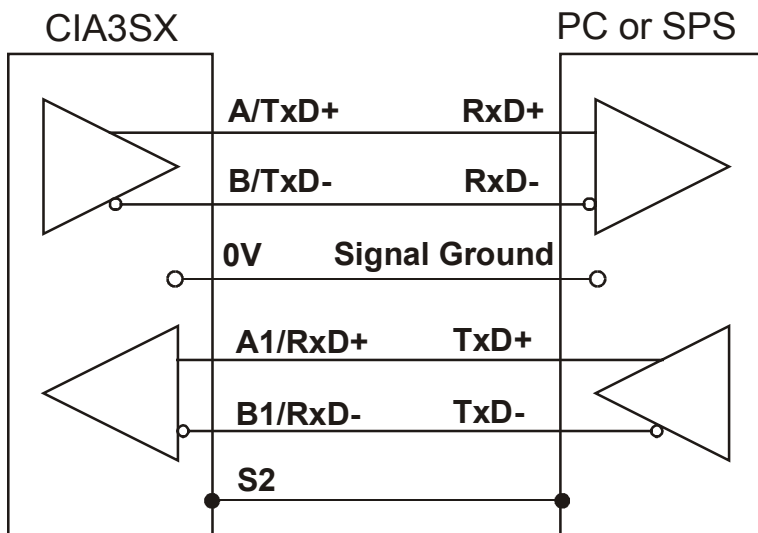 CIA3SX PC or SPS
A/TxD+ RxD+
B/TxD- RxD-
0V Signal Ground
A1/RxD+ TxD+
B1/RxD- TxD-
S2